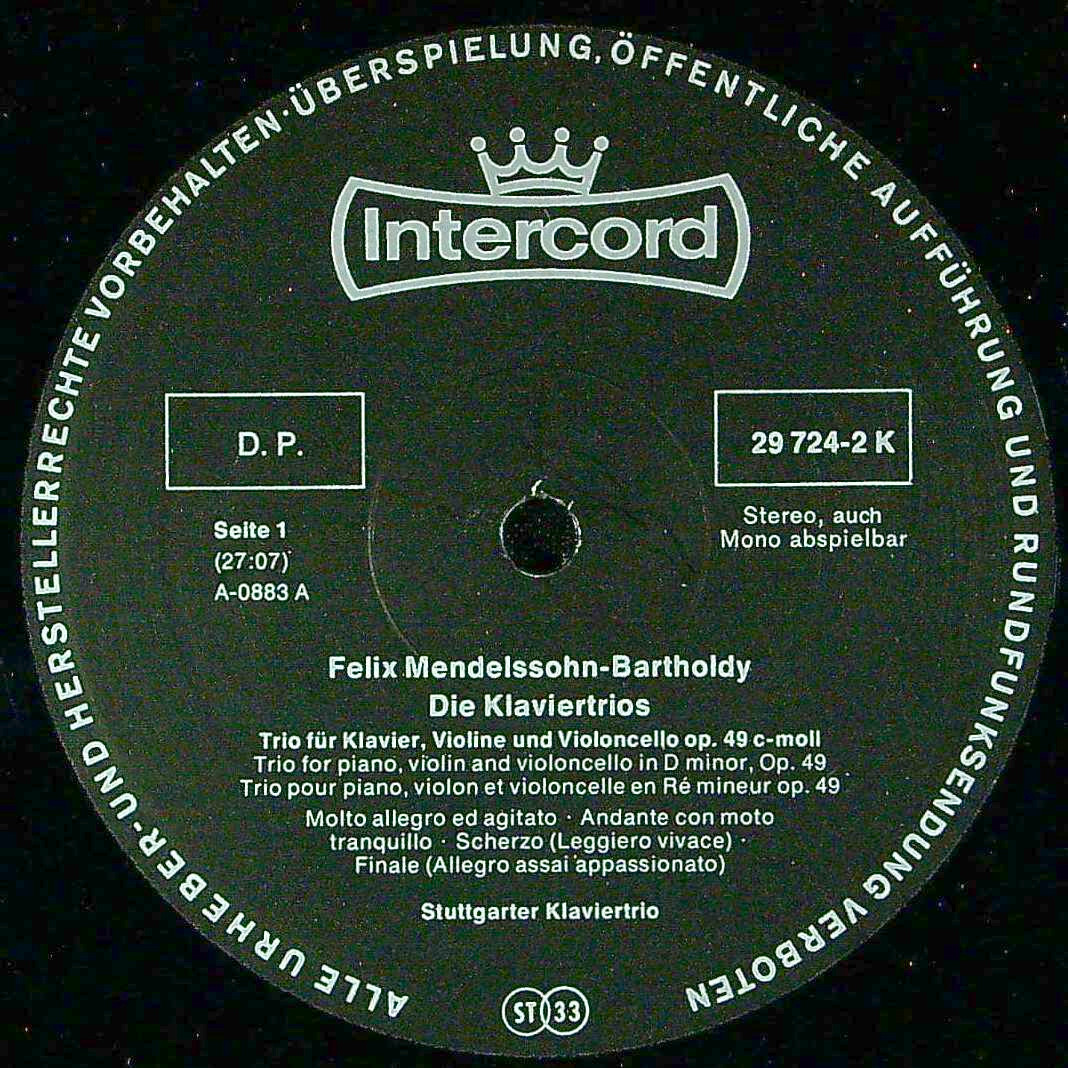 ALLE URHEBER- UND HERSTELLERRECHTE VORBEHALTEN · ÜBERSPIELUNG, ÖFFENTLICHE AUFFÜHRUNG UND RUNDFUNKSENDUNG VERBOTEN
Intercord
D. P.
29 724-2 K
Seite 1
(27:07)
A-0883 A
Stereo, auch
Mono abspielbar
Felix Mendelssohn-Bartholdy
Die Klaviertrios
Trio für Klavier, Violine und Violoncello op. 49 c-moll
Trio for piano, violin and violoncello in D minor, Op. 49
Trio pour piano, violon et violoncelle en Ré mineur op. 49
Molto allegro ed agitato · Andante con moto
tranquillo · Scherzo (Leggiero vivace) ·
Finale (Allegro assai appassionato)
Stuttgarter Klaviertrio
ST 33